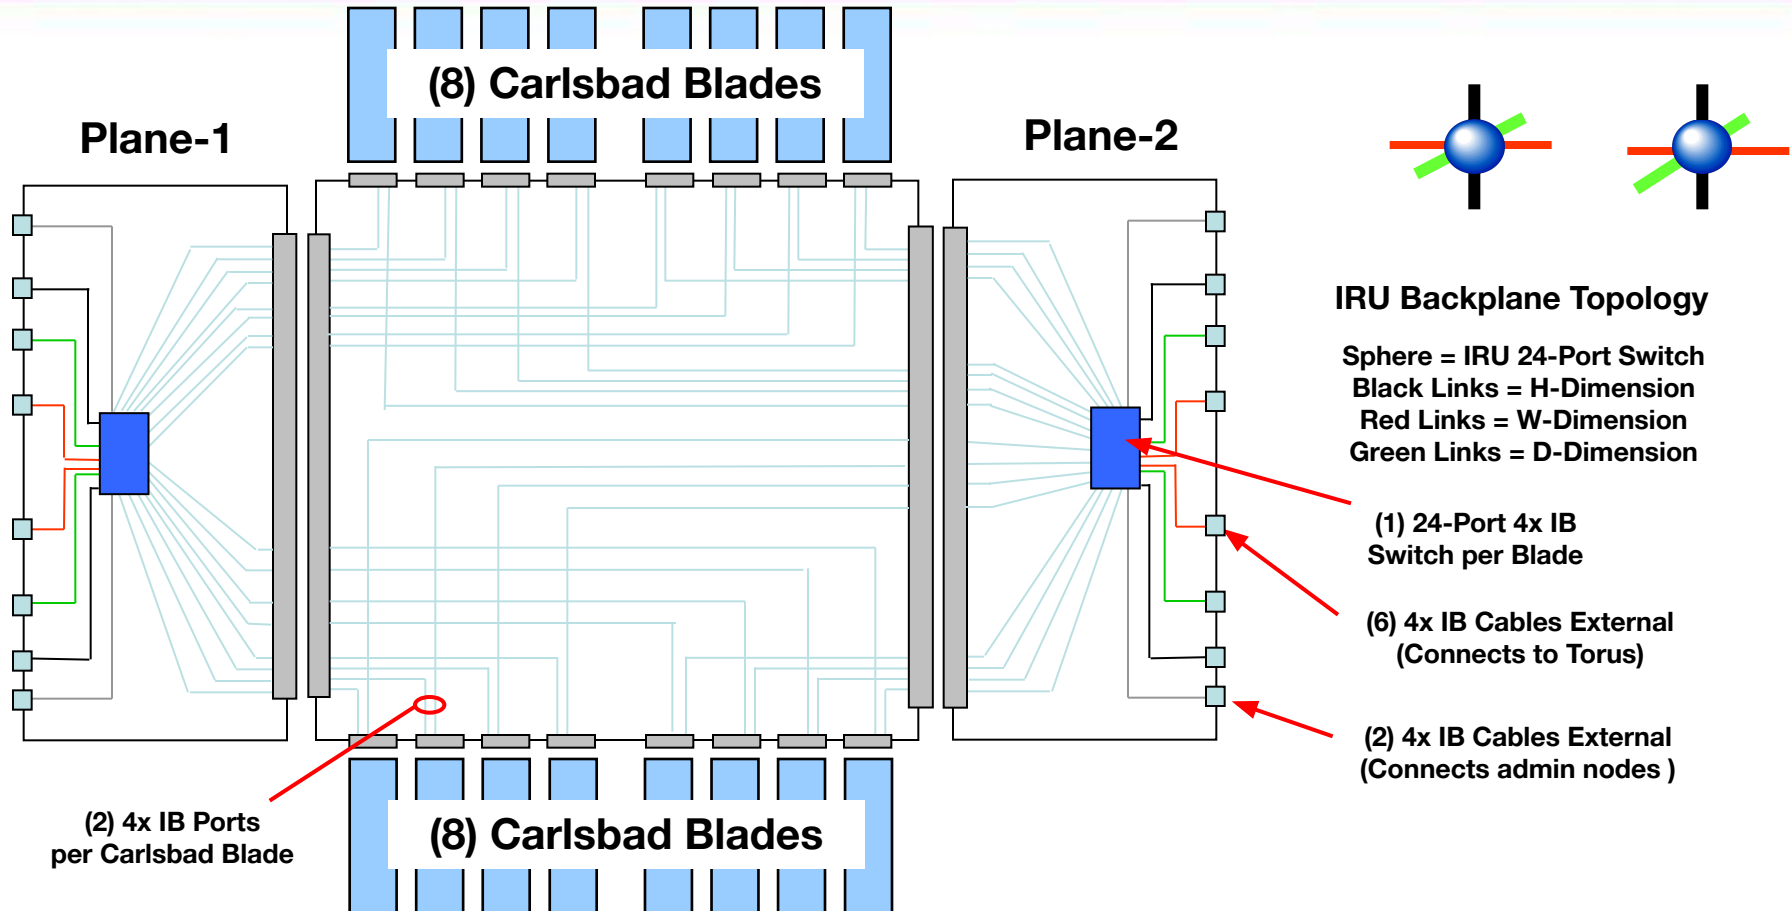 (8) Carlsbad Blades
Plane-1
Plane-2
IRU Backplane Topology
Sphere = IRU 24-Port Switch
Black Links = H-Dimension
Red Links = W-Dimension
Green Links = D-Dimension
(1) 24-Port 4x IB
Switch per Blade
(6) 4x IB Cables External
(Connects to Torus)
(2) 4x IB Cables External
(Connects admin nodes )
(2) 4x IB Ports
per Carlsbad Blade
(8) Carlsbad Blades